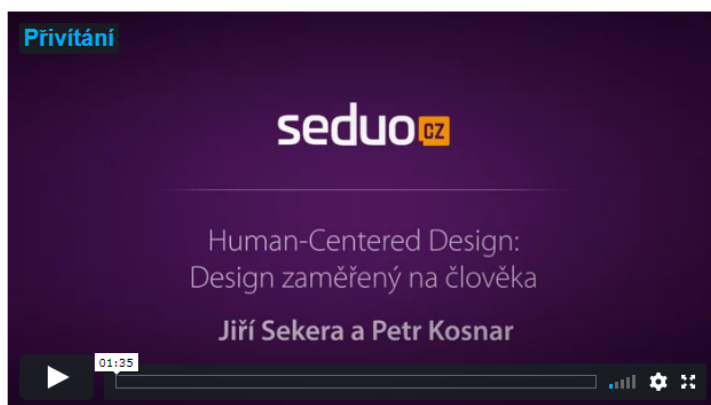 Přivítání
seduo CZ
Human-Centered Design:
Design zaměřený na člověka
Jiří Sekera a Petr Kosnar
01:35